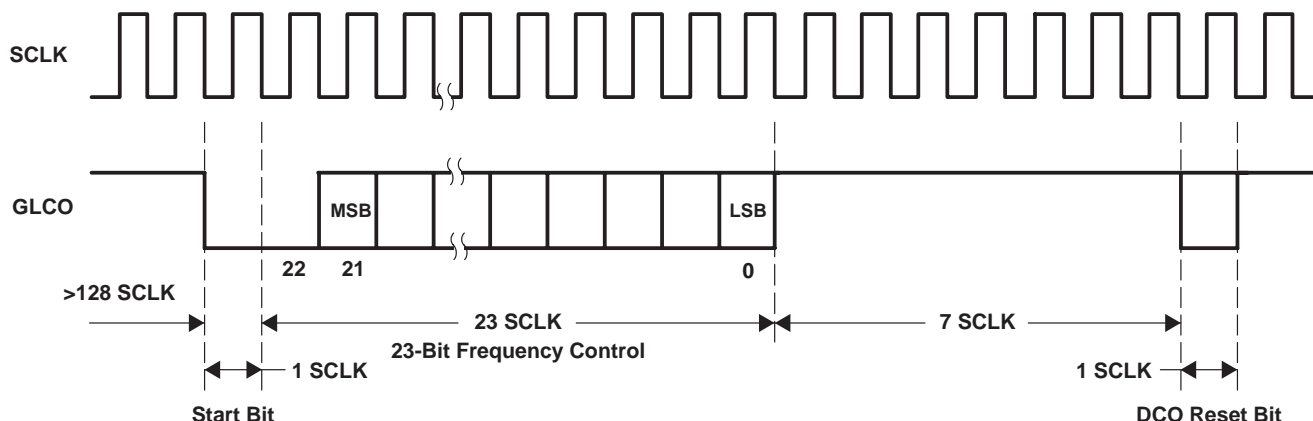 SCLK
GLCO
MSB
LSB
22
21
0
>128 SCLK
23 SCLK
7 SCLK
23-Bit Frequency Control
1 SCLK
1 SCLK
Start Bit
DCO Reset Bit